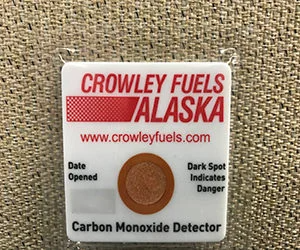 CROWLEY FUELS
ALASKA
www.crowleyfuels.com
Date
Opened
Dark Spot
Indicates
Danger
Carbon Monoxide Detector